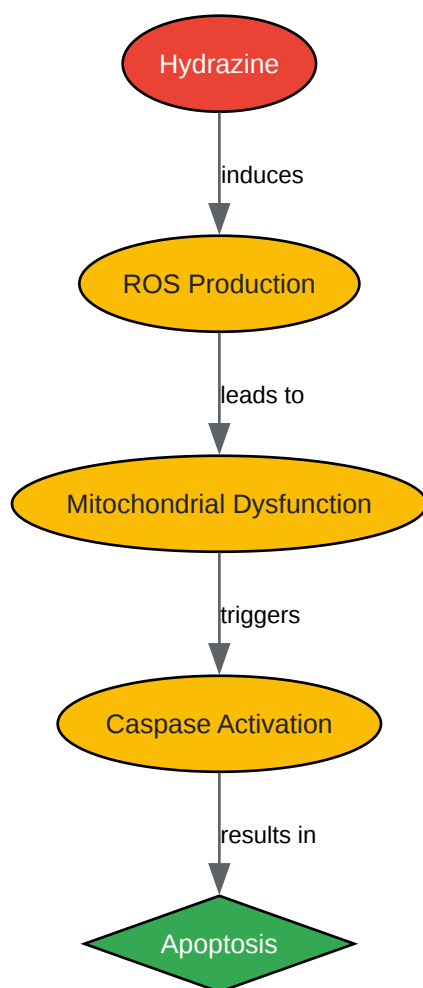 Hydrazine
induces
ROS Production
leads to
Mitochondrial Dysfunction
triggers
Caspase Activation
results in
Apoptosis